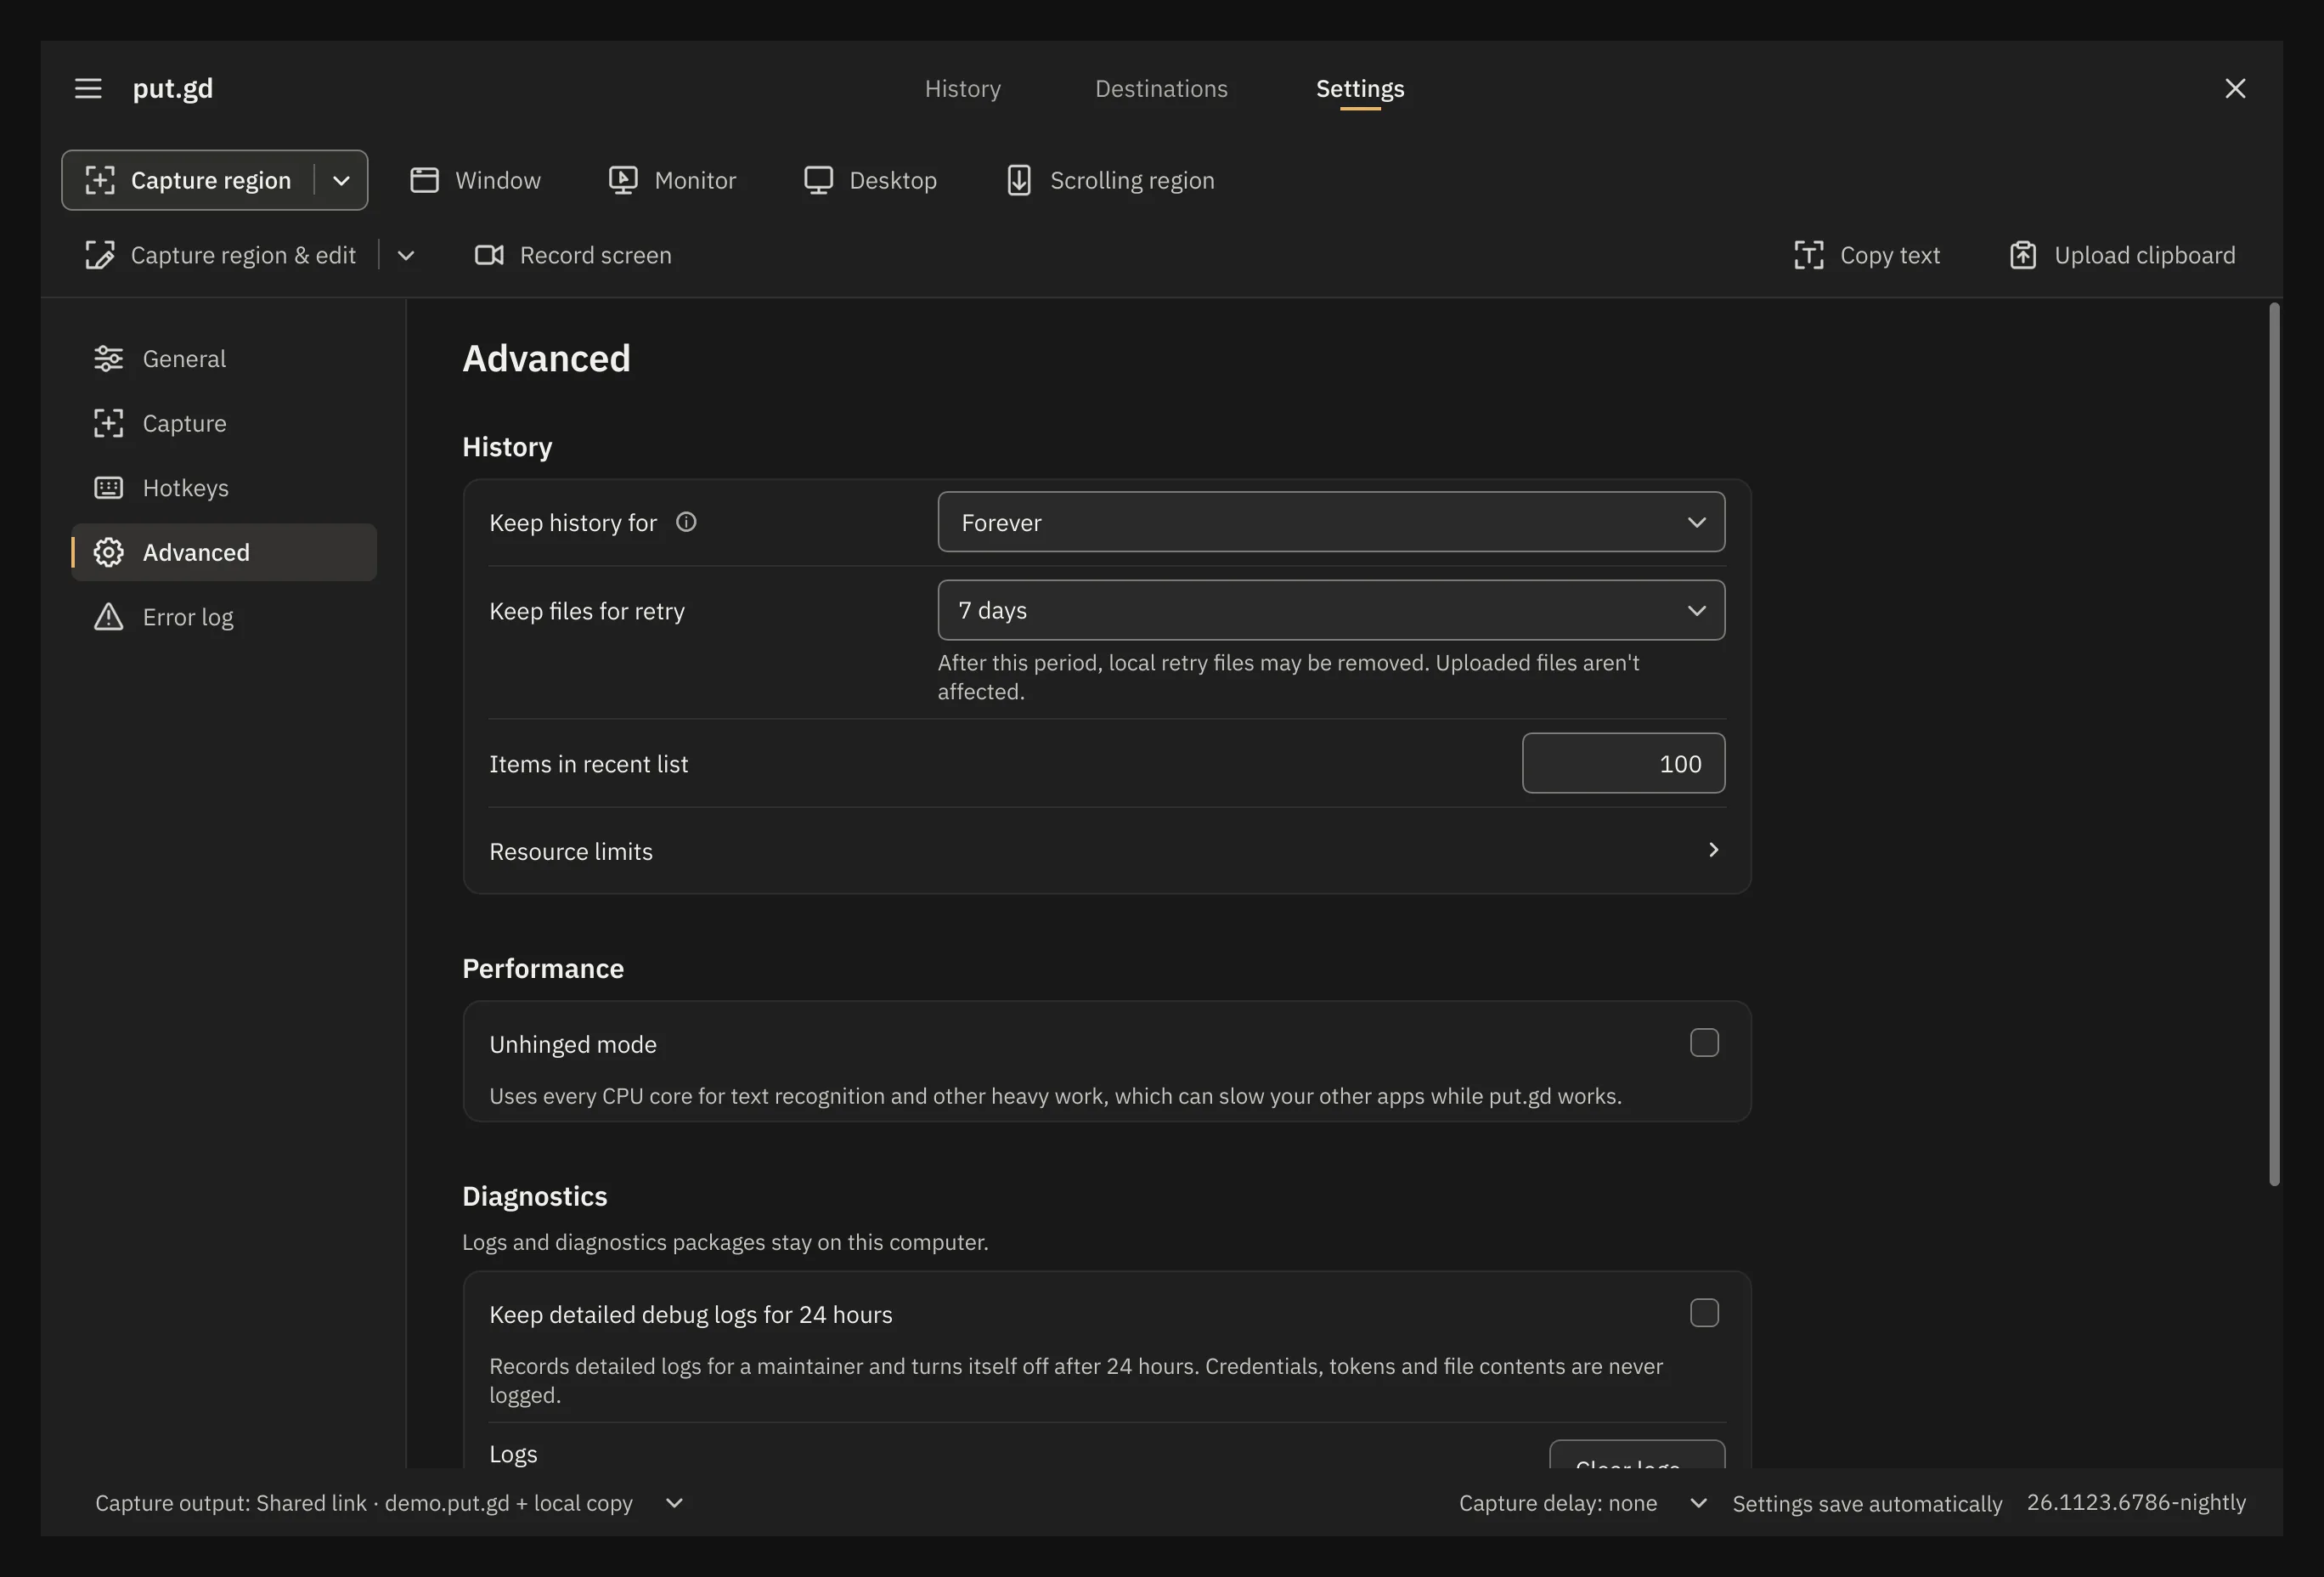 put.gd
History
Destinations
Settings
Capture region
Window
Monitor
Desktop
Scrolling region
Capture region & edit
Record screen
Copy text
Upload clipboard
General
Capture
Hotkeys
Advanced
Error log
Advanced
History
Keep history for
Forever
Keep files for retry
7 days
After this period, local retry files may be removed. Uploaded files aren't
affected.
Items in recent list
100
Resource limits
Performance
Unhinged mode
Uses every CPU core for text recognition and other heavy work, which can slow your other apps while put.gd works.
Diagnostics
Logs and diagnostics packages stay on this computer.
Keep detailed debug logs for 24 hours
Records detailed logs for a maintainer and turns itself off after 24 hours. Credentials, tokens and file contents are never
logged.
Logs
Clear logs
Capture output: Shared link · demo.put.gd + local copy
Capture delay: none
Settings save automatically
26.1123.6786-nightly